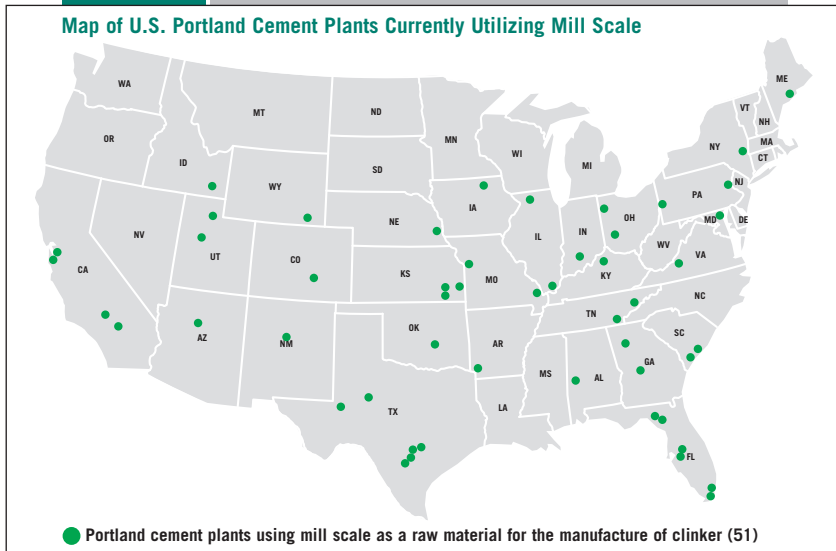 Map of U.S. Portland Cement Plants Currently Utilizing Mill Scale
WA
MT
ND
MN
ME
VT
NH
OR
ID
SD
WI
MI
NY
MA
CT
WY
IA
PA
NJ
NV
UT
NE
IL
IN
OH
MD
DE
CA
CO
KS
MO
WV
VA
KY
NC
AZ
NM
OK
AR
TN
SC
TX
LA
MS
AL
GA
FL
Portland cement plants using mill scale as a raw material for the manufacture of clinker (51)